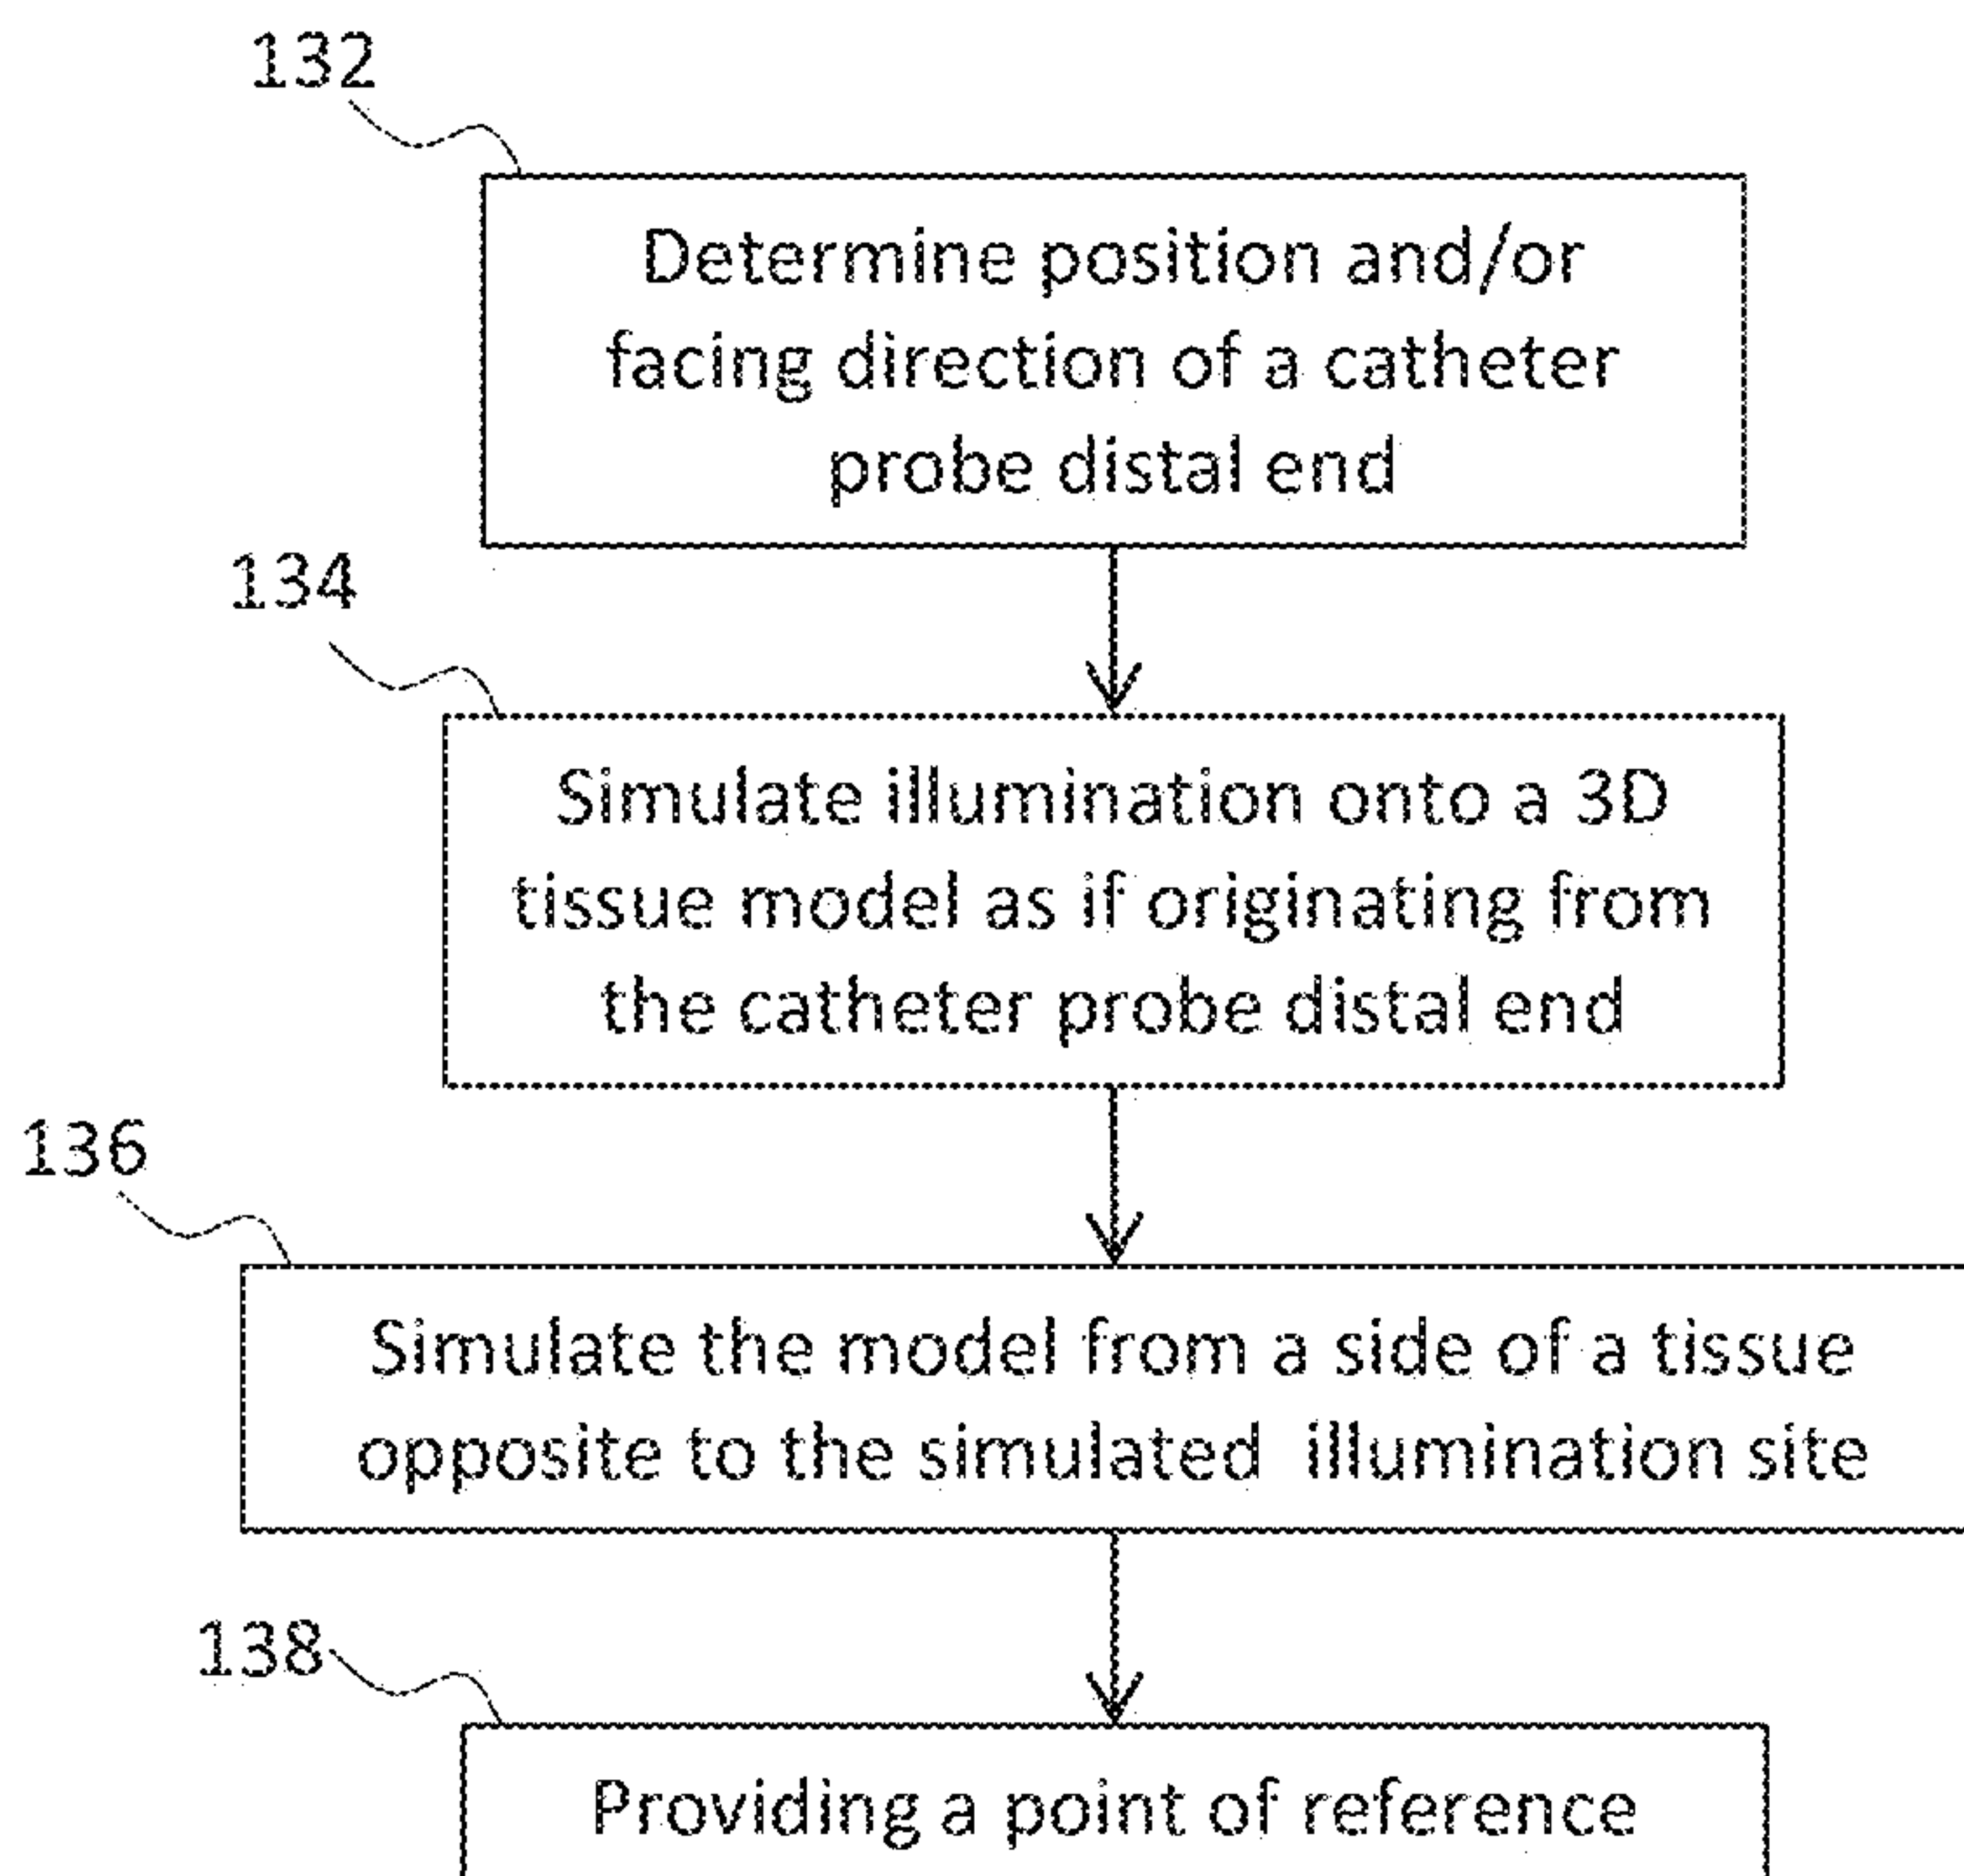 132
Determine position and/or
facing direction of a catheter
probe distal end
134
Simulate illumination onto a 3D
tissue model as if originating from
the catheter probe distal end
136
Simulate the model from a side of a tissue
opposite to the simulated illumination site
138
Providing a point of reference